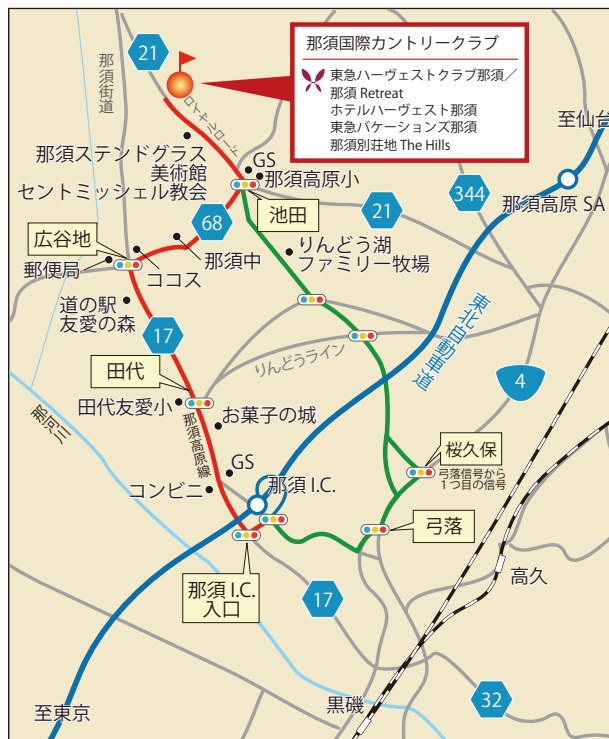 那須国際カントリークラブ
東急ハーヴェストクラブ那須／
那須 Retreat
ホテルハーヴェスト那須
東急バケーションズ那須
那須別荘地 The Hills
21
那須街道
ロイヤルロード
至仙台
那須ステンドグラス
美術館
セントミッシェル教会
GS
那須高原小
池田
21
344
那須高原 SA
68
広谷地
郵便局
ココス
那須中
りんどう湖
ファミリー牧場
道の駅
友愛の森
17
東北自動車道
りんどうライン
4
田代
田代友愛小
お菓子の城
那珂川
那須高原線
GS
コンビニ
那須 I.C.
桜久保
弓落信号から
1つ目の信号
弓落
那須 I.C.
入口
17
高久
黒磯
32
至東京